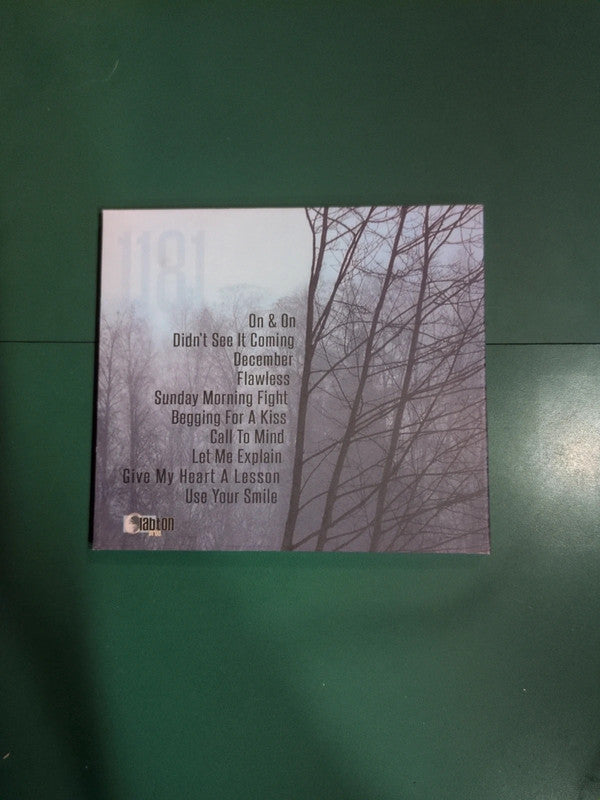 1181
On & On
Didn't See It Coming
December
Flawless
Sunday Morning Fight
Begging For A Kiss
Call To Mind
Let Me Explain
Give My Heart A Lesson
Use Your Smile